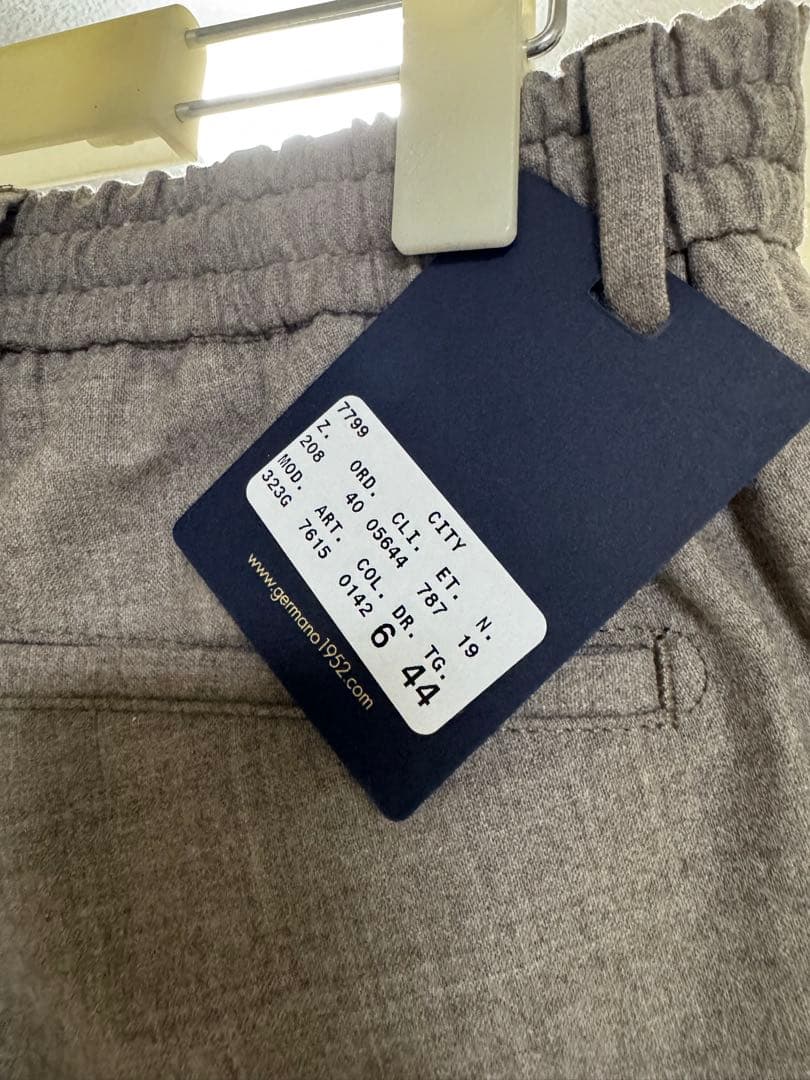 7799 CITY
Z. ORD. CLI. ET. N.
208 40 05644 787 19
MOD. ART. COL. DR. TG.
323G 7615 0142 6 44
www.germano1952.com